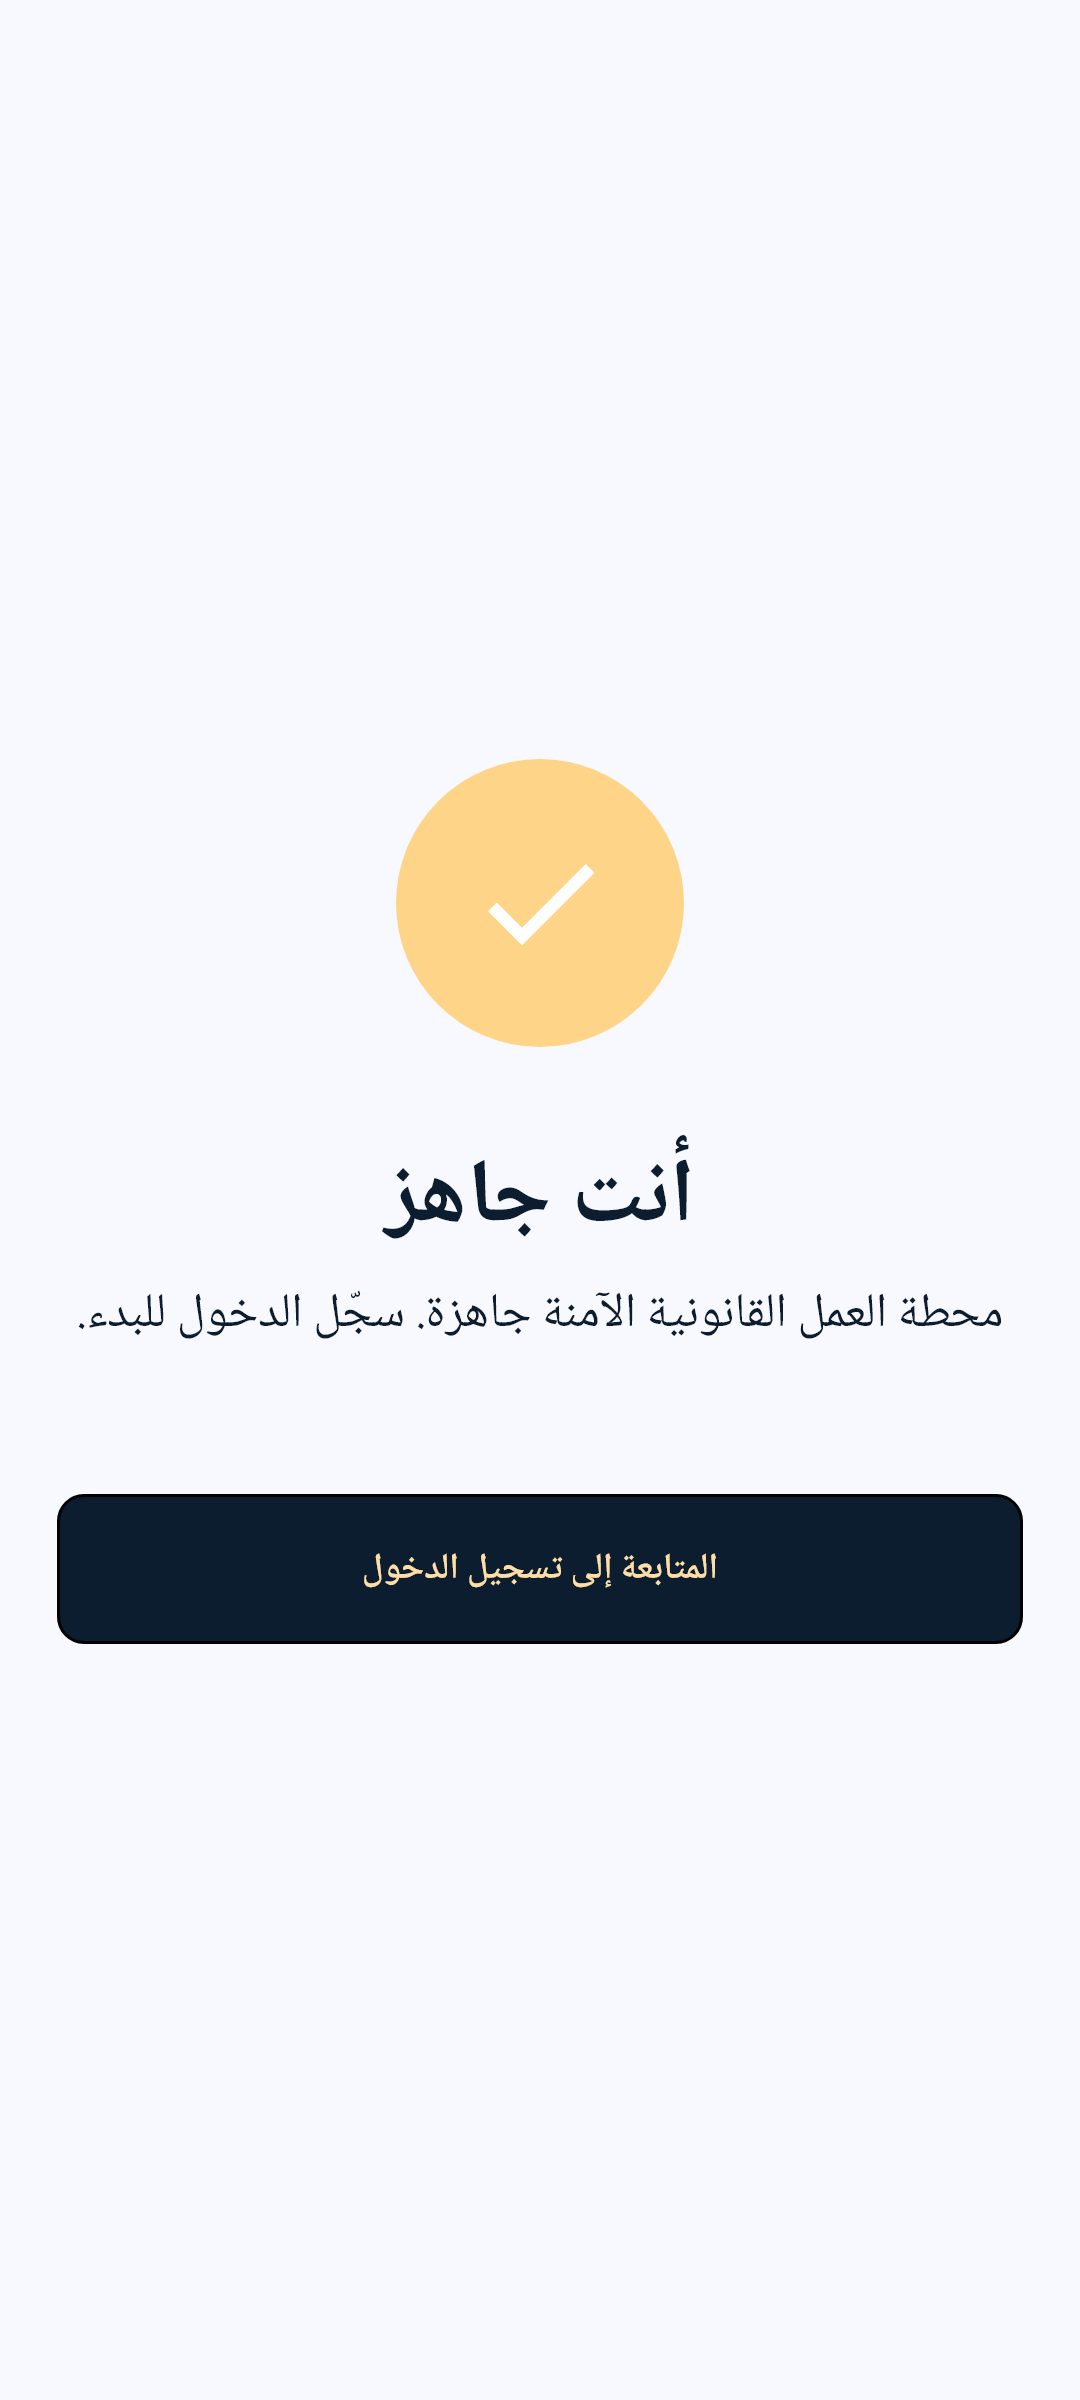 أنت جاهز
محطة العمل القانونية الآمنة جاهزة. سجّل الدخول للبدء.
المتابعة إلى تسجيل الدخول